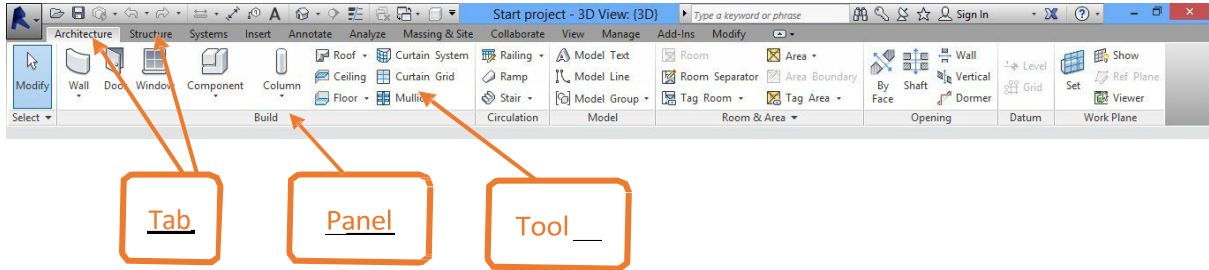 Start project - 3D View: {3D} Type a keyword or phrase Sign In
Architecture Structure Systems Insert Annotate Analyze Massing & Site Collaborate View Manage Add-Ins Modify
Roof Curtain System Railing Model Text Room Area Wall Show
Level
Ceiling Curtain Grid Ramp Model Line Room Separator Area Boundary Vertical Ref Plane
Modify Wall Door Window Component Column By Shaft Set
Grid
Floor Mullion Stair Model Group Tag Room Tag Area Face Dormer Viewer
Select Build Circulation Model Room & Area Opening Datum Work Plane
Tab Panel Tool